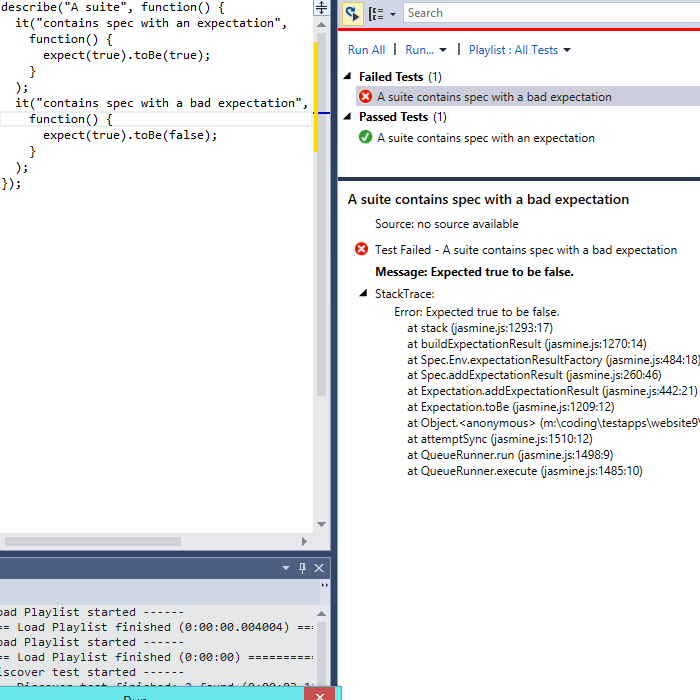 describe("A suite", function() {
it("contains spec with an expectation",
function() {
expect(true).toBe(true);
}
);
it("contains spec with a bad expectation",
function() {
expect(true).toBe(false);
}
);
});
Search
Run All | Run... | Playlist : All Tests
Failed Tests (1)
A suite contains spec with a bad expectation
Passed Tests (1)
A suite contains spec with an expectation
A suite contains spec with a bad expectation
Source: no source available
Test Failed - A suite contains spec with a bad expectation
Message: Expected true to be false.
StackTrace:
Error: Expected true to be false.
at stack (jasmine.js:1293:17)
at buildExpectationResult (jasmine.js:1270:14)
at Spec.Env.expectationResultFactory (jasmine.js:484:18)
at Spec.addExpectationResult (jasmine.js:260:46)
at Expectation.addExpectationResult (jasmine.js:442:21)
at Expectation.toBe (jasmine.js:1209:12)
at Object.<anonymous> (m:\coding\testapps\website9\
at attemptSync (jasmine.js:1510:12)
at QueueRunner.run (jasmine.js:1498:9)
at QueueRunner.execute (jasmine.js:1485:10)
oad Playlist started ------
== Load Playlist finished (0:00:00.004004) ===
oad Playlist started ------
== Load Playlist finished (0:00:00) ==========
iscover test started ------
Discover test finished: 2 found
Run